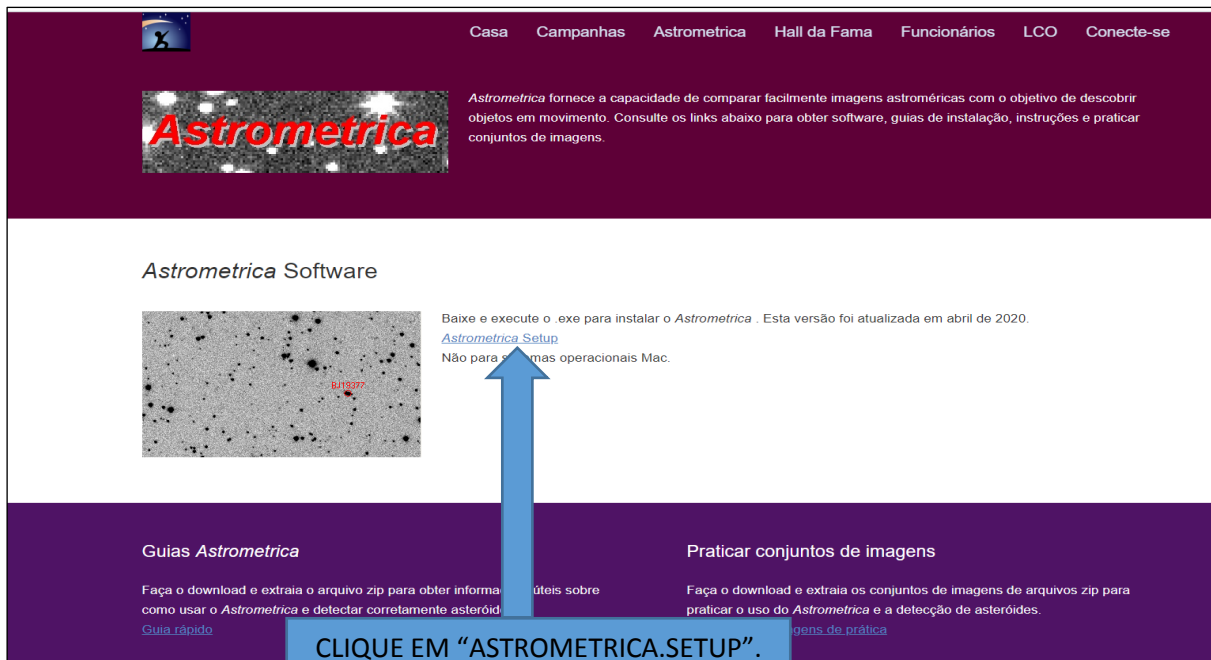 Casa Campanhas Astrometrica Hall da Fama Funcionários LCO Conecte-se
Astrometrica
Astrometrica fornece a capacidade de comparar facilmente imagens astroméricas com o objetivo de descobrir
objetos em movimento. Consulte os links abaixo para obter software, guias de instalação, instruções e praticar
conjuntos de imagens.
Astrometrica Software
BJ19377
Baixe e execute o .exe para instalar o Astrometrica . Esta versão foi atualizada em abril de 2020.
Astrometrica Setup
Não para mas operacionais Mac.
Guias Astrometrica
Faça o download e extraia o arquivo zip para obter úteis sobre
como usar o Astrometrica e detectar corretamente
Guia rápido
Praticar conjuntos de imagens
Faça o download e extraia os conjuntos de imagens de arquivos zip para
praticar o uso do Astrometrica e a detecção de asteróides.
de prática
CLIQUE EM “ASTROMETRICA.SETUP”.